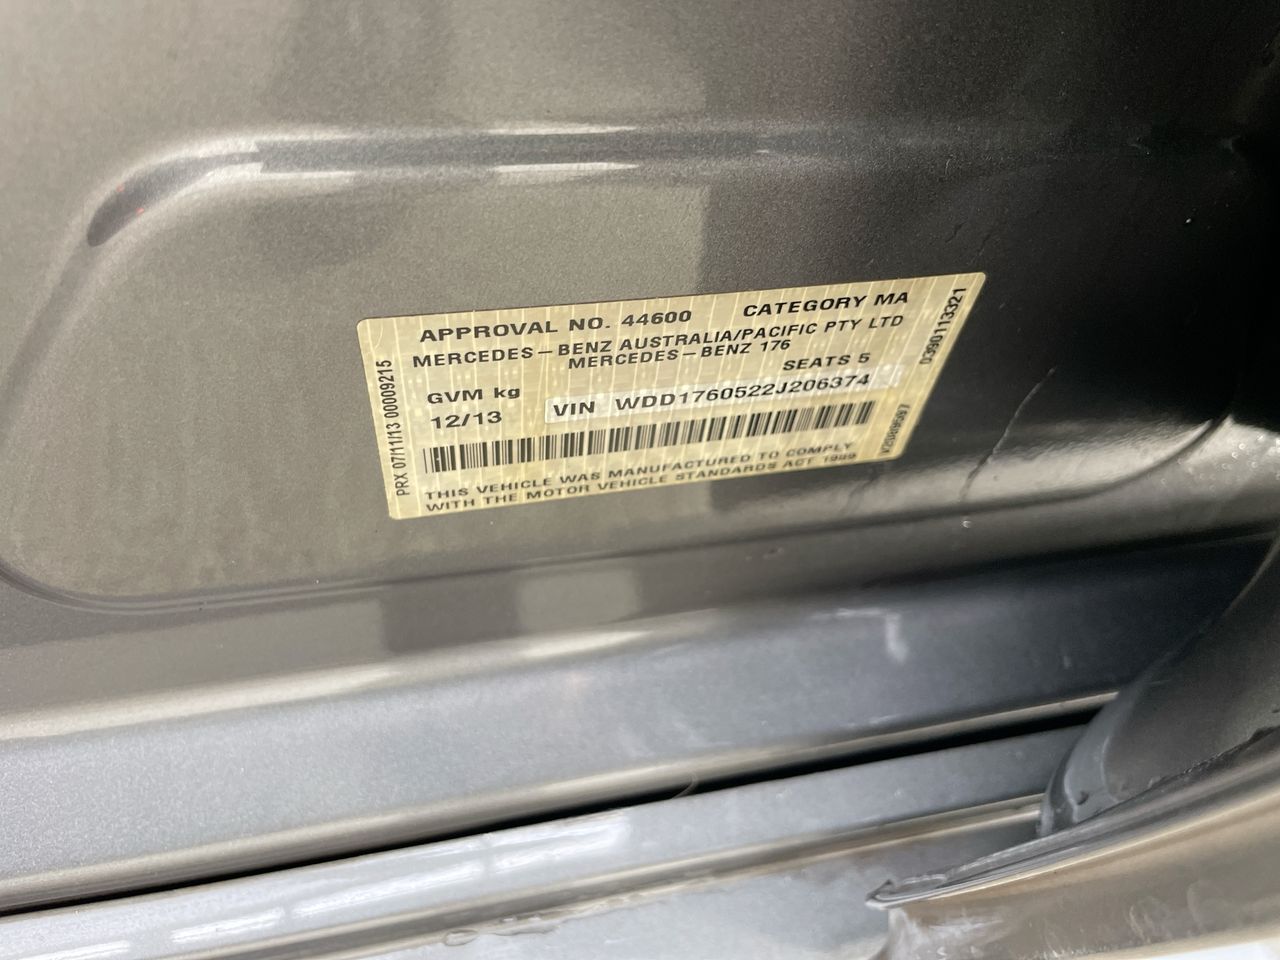 APPROVAL NO. 44600 CATEGORY MA
MERCEDES-BENZ AUSTRALIA/PACIFIC PTY LTD
MERCEDES-BENZ 176
SEATS 5
GVM kg
12/13 VIN WDD1760522J206374
THIS VEHICLE WAS MANUFACTURED TO COMPLY
WITH THE MOTOR VEHICLE STANDARDS ACT 1989
PRX 07/11/13 00009215
0390113321